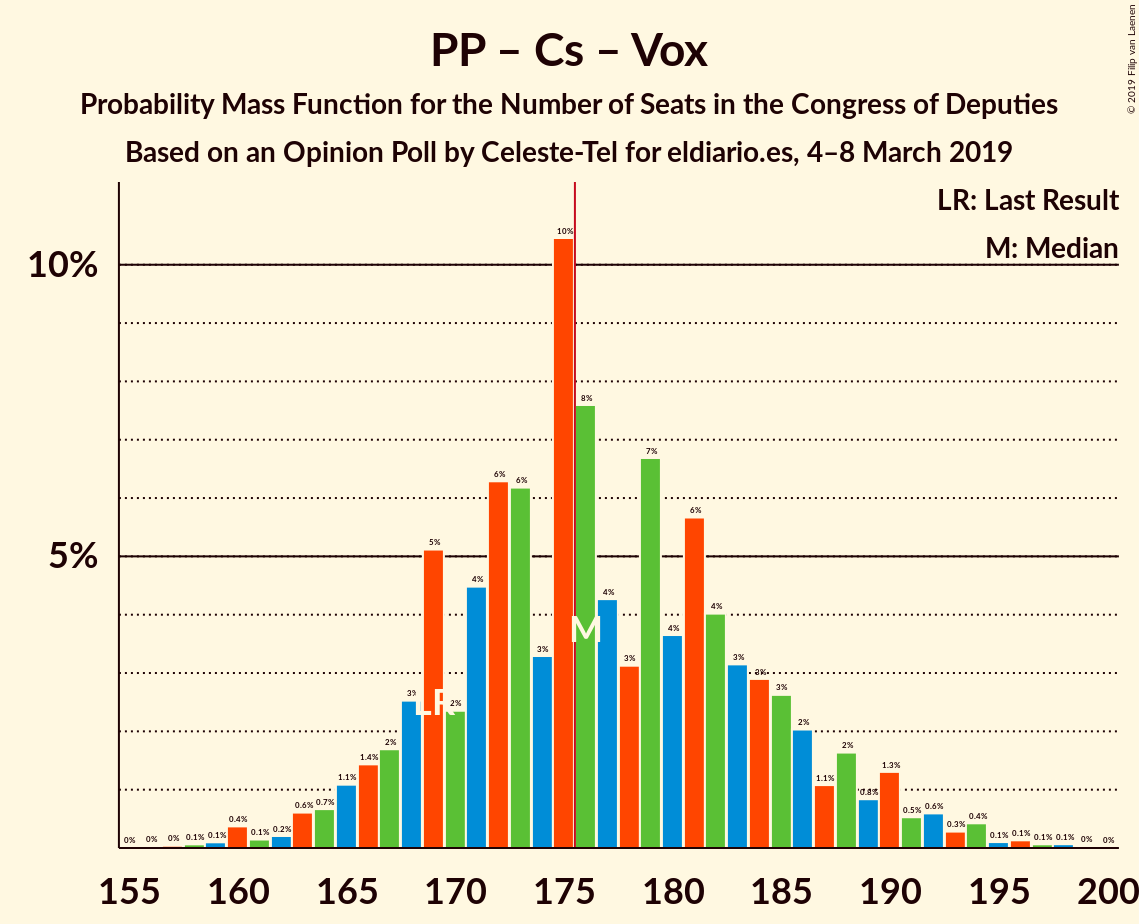 PP – Cs – Vox
Probability Mass Function for the Number of Seats in the Congress of Deputies
Based on an Opinion Poll by Celeste-Tel for eldiario.es, 4–8 March 2019
© 2019 Filip van Laenen
LR: Last Result
M: Median
10%
5%
0% 0% 0% 0.1% 0.1% 0.4% 0.1% 0.2% 0.6% 0.7% 1.1% 1.4% 2% 3% 5% 2% 4% 6% 6% 3% 10% 8% 4% 3% 7% 4% 6% 4% 3% 3% 3% 2% 1.1% 2% 0.8% 1.3% 0.5% 0.6% 0.3% 0.4% 0.1% 0.1% 0.1% 0.1% 0% 0%
LR
M
155 160 165 170 175 180 185 190 195 200